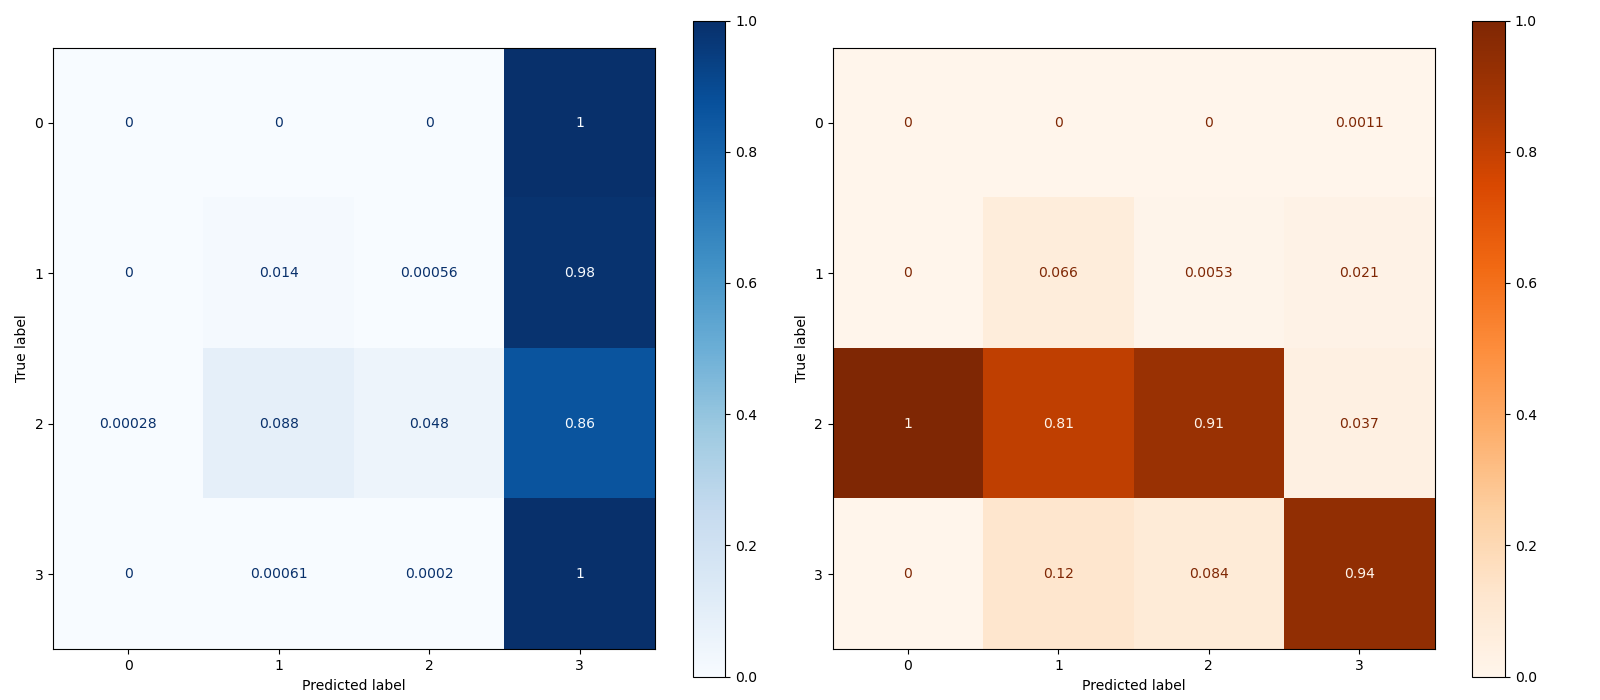 1.0
0 0 0 0 1
0.8
1 0 0.014 0.00056 0.98
0.6
True label
2 0.00028 0.088 0.048 0.86
0.4
0.2
3 0 0.00061 0.0002 1
0.0
0 1 2 3
Predicted label
1.0
0 0 0 0 0.0011
0.8
1 0 0.066 0.0053 0.021
0.6
True label
2 1 0.81 0.91 0.037
0.4
0.2
3 0 0.12 0.084 0.94
0.0
0 1 2 3
Predicted label